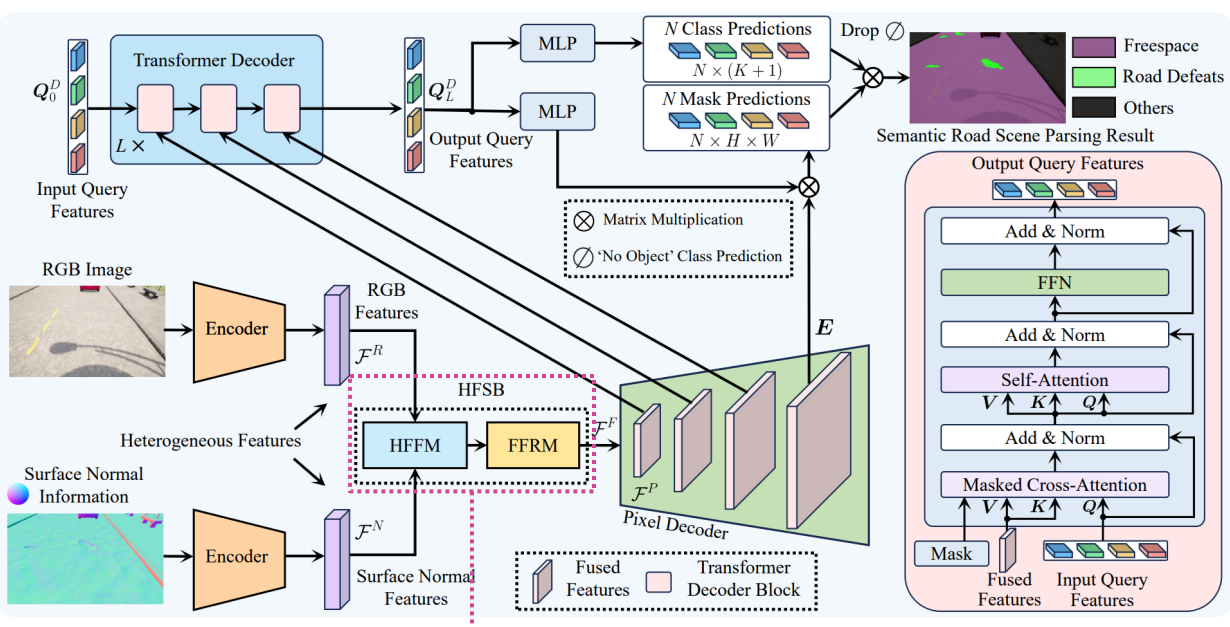 Transformer Decoder
Q_0^D
L ×
Input Query
Features
Q_L^D
Output Query
Features
MLP
MLP
N Class Predictions
N × (K + 1)
N Mask Predictions
N × H × W
Drop ∅
Freespace
Road Defeats
Others
Semantic Road Scene Parsing Result
Matrix Multiplication
'No Object' Class Prediction
RGB Image
Encoder
RGB
Features
F^R
HFSB
Heterogeneous Features
HFFM
FFRM
F^F
Surface Normal
Information
Encoder
F^N
Surface Normal
Features
F^P
Pixel Decoder
E
Fused
Features
Transformer
Decoder Block
Output Query Features
Add & Norm
FFN
Add & Norm
Self-Attention
V K Q
Add & Norm
Masked Cross-Attention
V K Q
Mask
Fused
Features
Input Query
Features